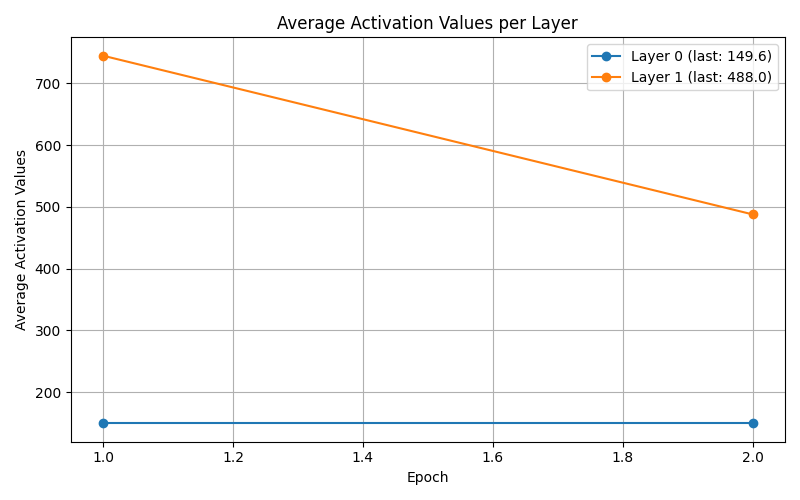 Average Activation Values per Layer
Layer 0 (last: 149.6)
Layer 1 (last: 488.0)
Average Activation Values
700
600
500
400
300
200
1.0 1.2 1.4 1.6 1.8 2.0
Epoch